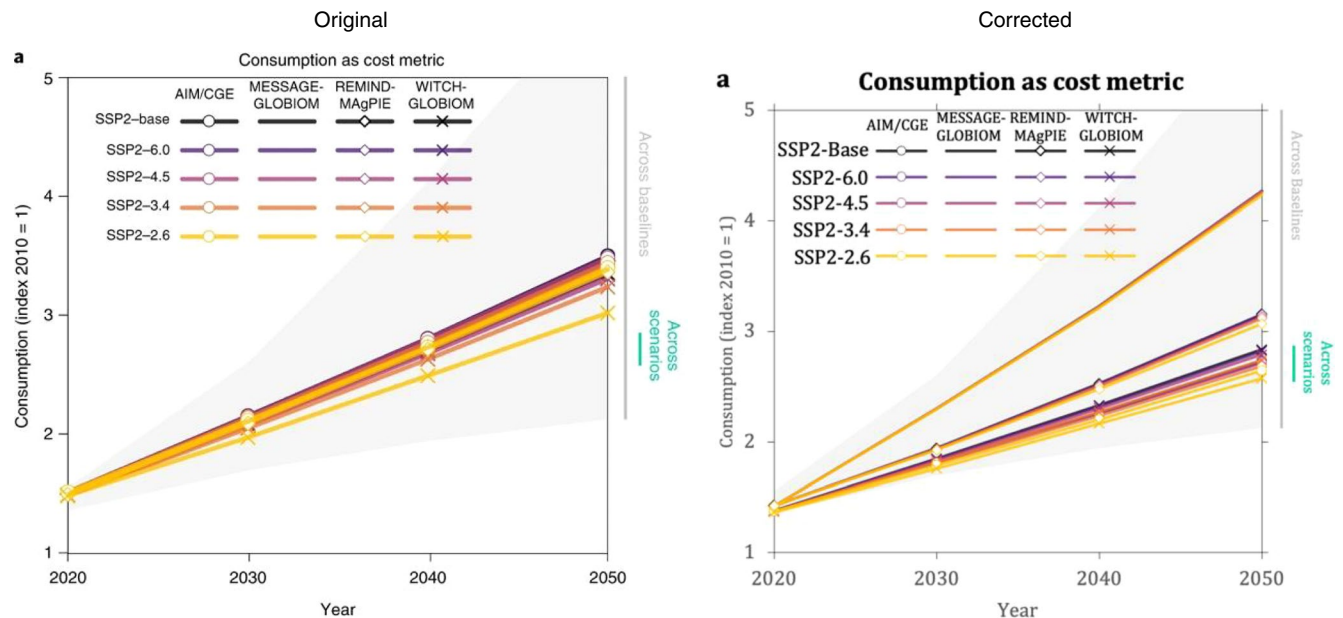 Original
a
Consumption as cost metric
AIM/CGE
MESSAGE-
GLOBIOM
REMIND-
MAgPIE
WITCH-
GLOBIOM
SSP2–base
SSP2–6.0
SSP2–4.5
SSP2–3.4
SSP2–2.6
Consumption (index 2010 = 1)
5
4
3
2
1
2020
2030
2040
2050
Year
Across baselines
Across
scenarios
Corrected
a
Consumption as cost metric
AIM/CGE
MESSAGE-
GLOBIOM
REMIND-
MAgPIE
WITCH-
GLOBIOM
SSP2-Base
SSP2-6.0
SSP2-4.5
SSP2-3.4
SSP2-2.6
Consumption (index 2010 = 1)
5
4
3
2
1
2020
2030
2040
2050
Year
Across Baselines
Across
scenarios